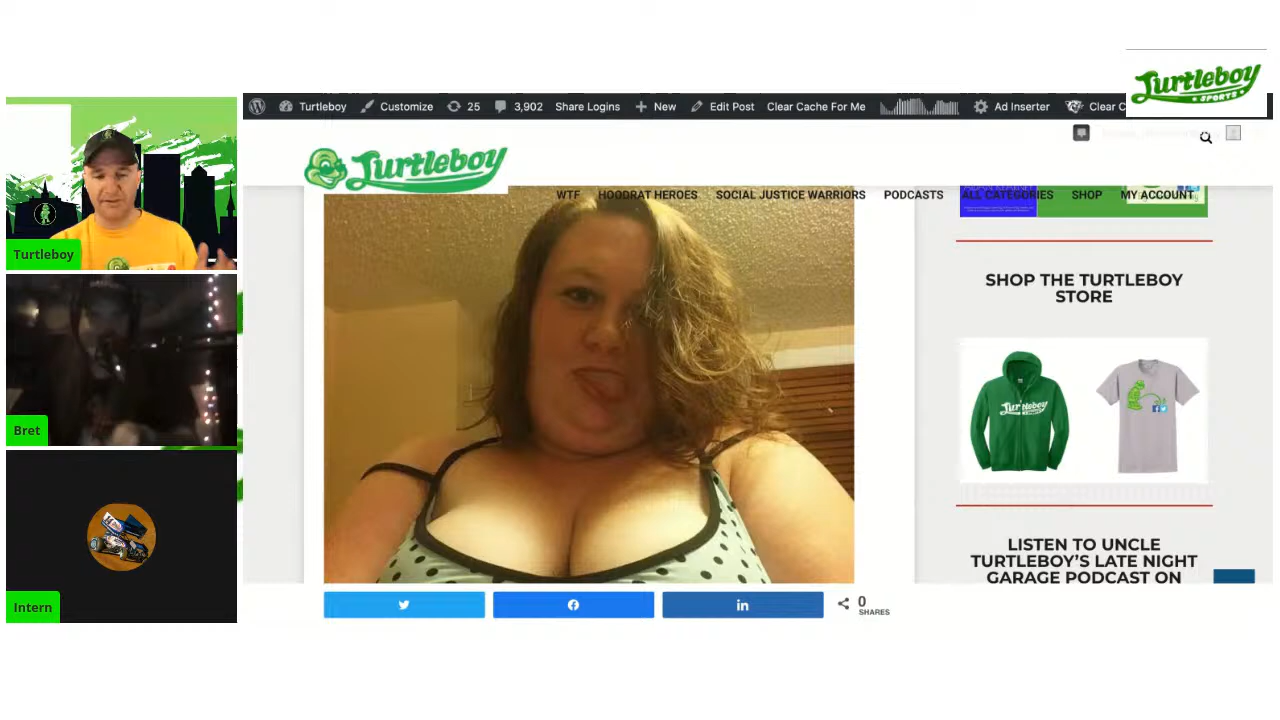 Turtleboy
SPORTS
Turtleboy
Customize
25
3,902
Share Logins
New
Edit Post
Clear Cache For Me
Ad Inserter
Clear C
Turtleboy
WTF
HOODRAT HEROES
SOCIAL JUSTICE WARRIORS
PODCASTS
ALL CATEGORIES
SHOP
MY ACCOUNT
Turtleboy
Bret
Intern
SHOP THE TURTLEBOY
STORE
Turtleboy
LISTEN TO UNCLE
TURTLEBOY’S LATE NIGHT
GARAGE PODCAST ON
0
SHARES